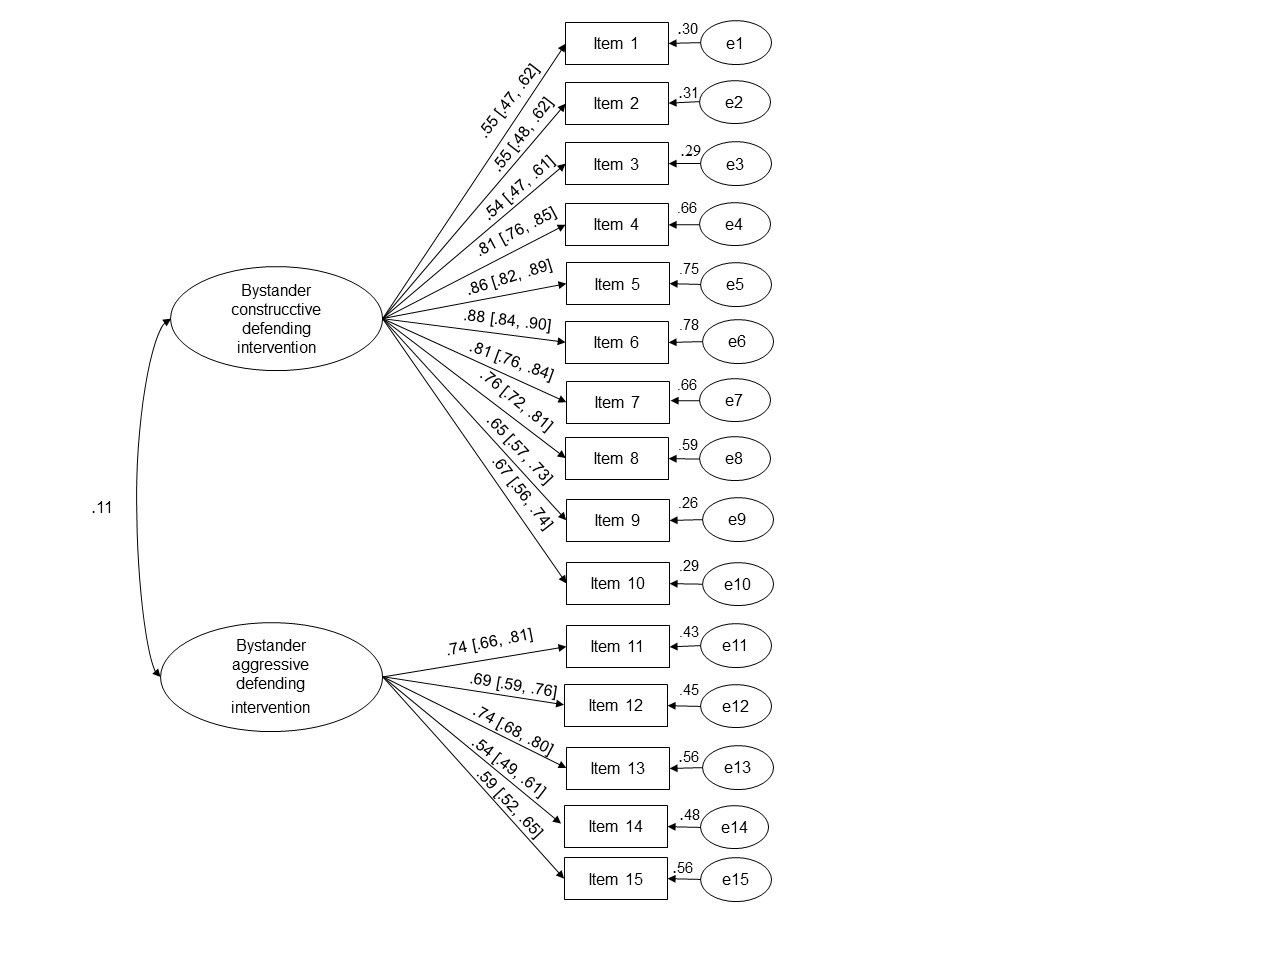 Item 1
.30
e1
.55 [.47, .62]
Item 2
.31
e2
.55 [.48, .62]
Item 3
.29
e3
.54 [.47, .61]
Item 4
.66
e4
.81 [.76, .85]
Item 5
.75
e5
.86 [.82, .89]
Item 6
.78
e6
.88 [.84, .90]
Item 7
.66
e7
.81 [.76, .84]
Item 8
.59
e8
.76 [.72, .81]
Item 9
.26
e9
.65 [.57, .73]
Item 10
.29
e10
.67 [.56, .74]
Bystander
construcctive
defending
intervention
.11
Bystander
aggressive
defending
intervention
.74 [.66, .81]
Item 11
.43
e11
.69 [.59, .76]
Item 12
.45
e12
.74 [.68, .80]
Item 13
.56
e13
.54 [.49, .61]
Item 14
.48
e14
.59 [.52, .65]
Item 15
.56
e15